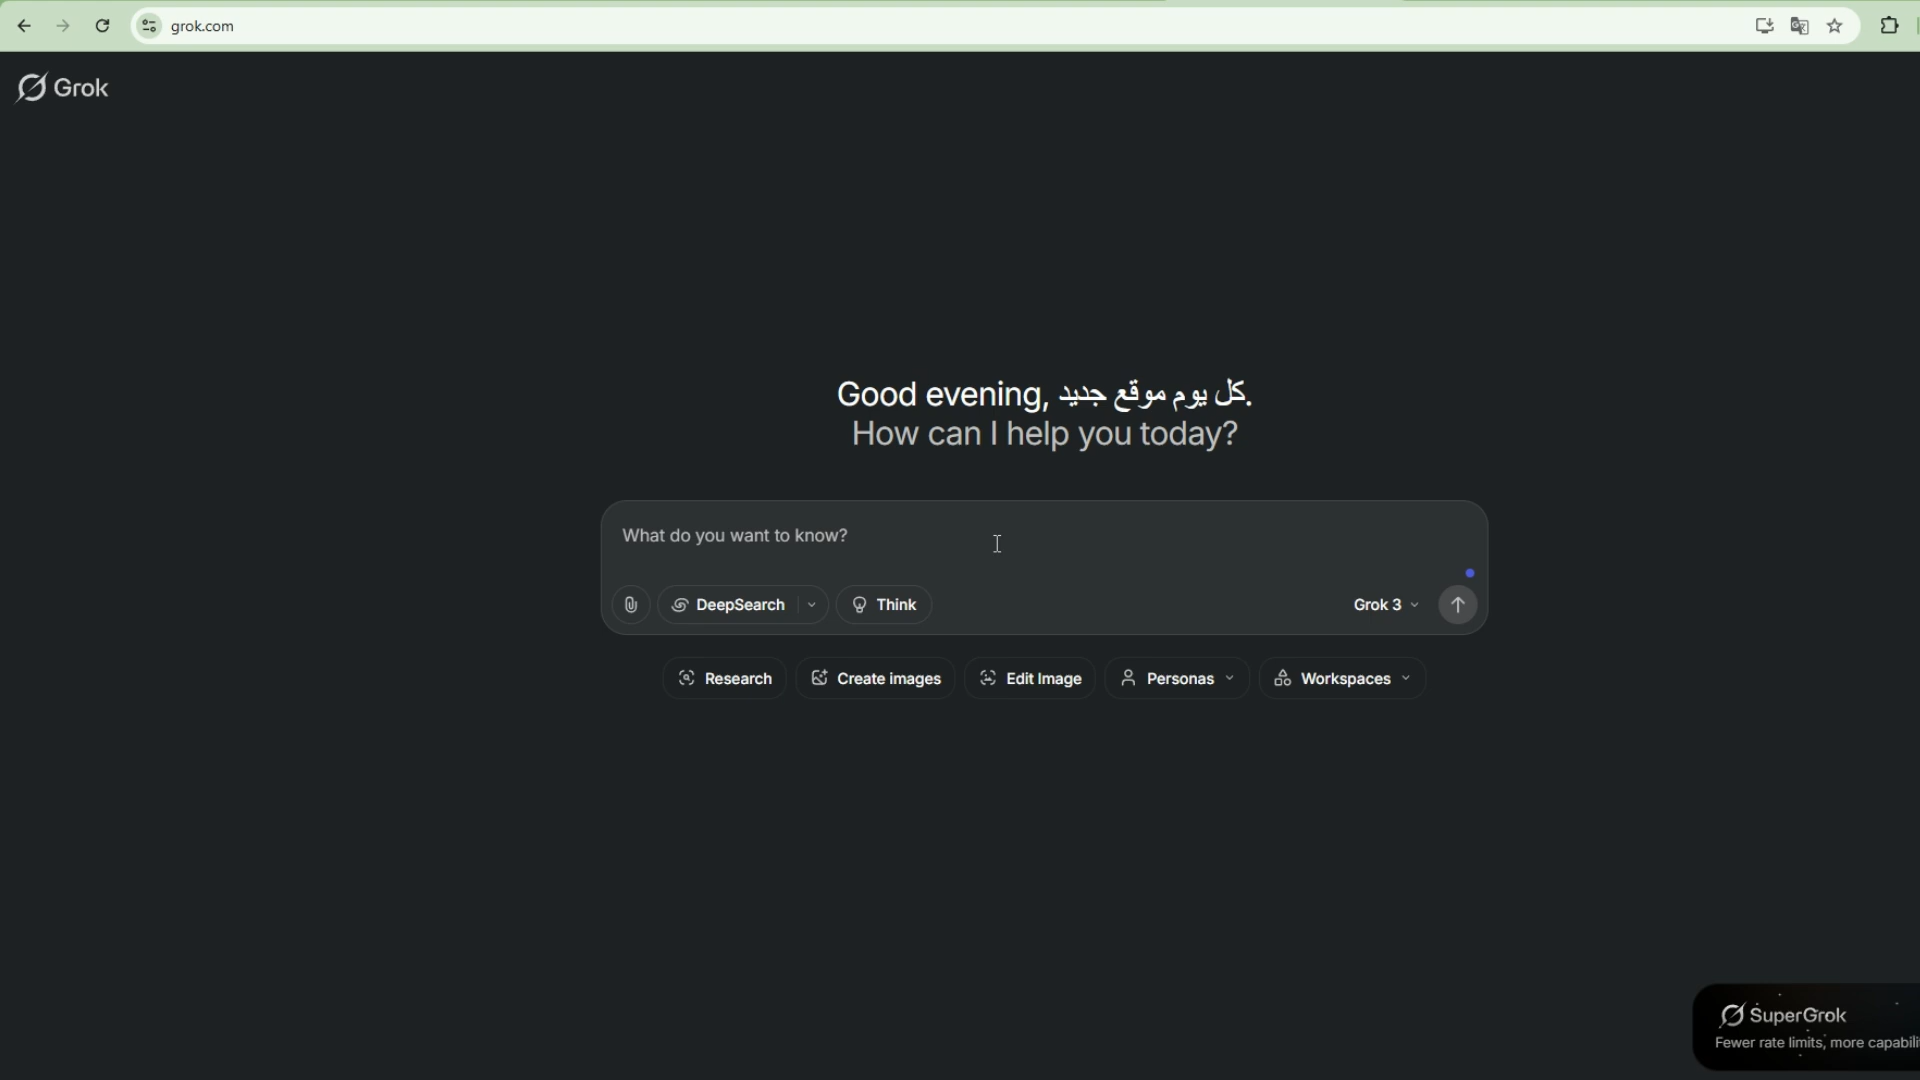 grok.com
Grok
Good evening, كل يوم موقع جديد.
How can I help you today?
What do you want to know?
DeepSearch
Think
Grok 3
Research
Create images
Edit Image
Personas
Workspaces
SuperGrok
Fewer rate limits, more capabilit